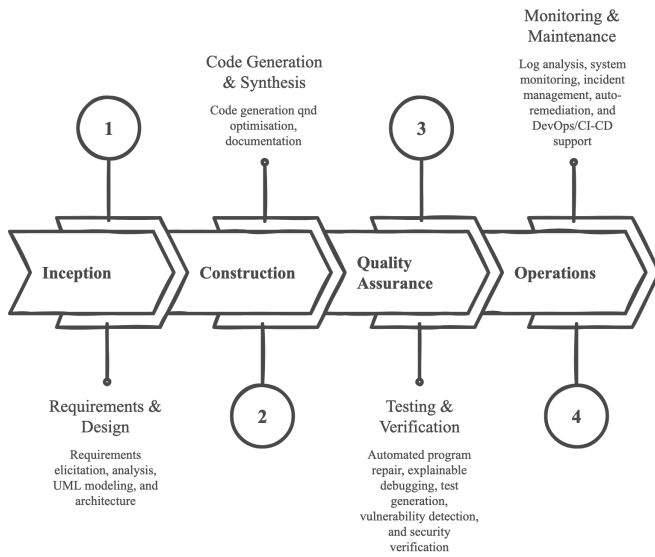 Monitoring &
Maintenance
Log analysis, system
monitoring, incident
management, auto-
remediation, and
DevOps/CI-CD
support
Code Generation
& Synthesis
Code generation qnd
optimisation,
documentation
1
3
Inception
Construction
Quality
Assurance
Operations
Requirements &
Design
Requirements
elicitation, analysis,
UML modeling, and
architecture
2
Testing &
Verification
Automated program
repair, explainable
debugging, test
generation,
vulnerability detection,
and security
verification
4